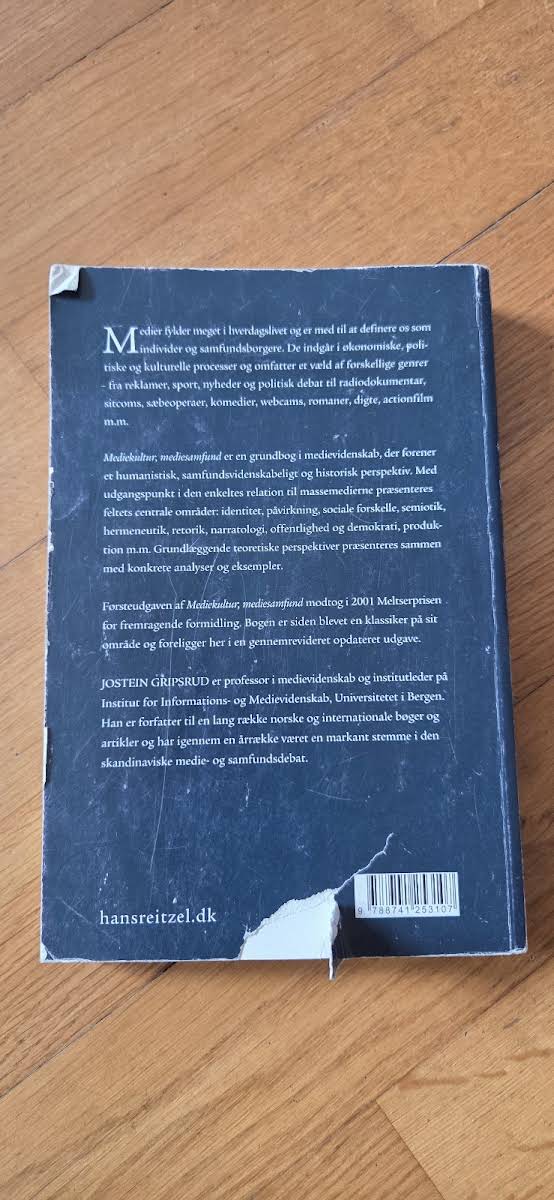 Medier fylder meget i hverdagslivet og er med til at definere os som
individer og samfundsborgere. De indgår i økonomiske, poli-
tiske og kulturelle processer og omfatter et væld af forskellige genrer
- fra reklamer, sport, nyheder og politisk debat til radiodokumentar,
sitcoms, sæbeoperaer, komedier, webcams, romaner, digte, actionfilm
m.m.
Mediekultur, mediesamfund er en grundbog i medievidenskab, der forener
et humanistisk, samfundsvidenskabeligt og historisk perspektiv. Med
udgangspunkt i den enkeltes relation til massemedierne præsenteres
feltets centrale områder: identitet, påvirkning, sociale forskelle, semiotik,
hermeneutik, retorik, narratologi, offentlighed og demokrati, produk-
tion m.m. Grundlæggende teoretiske perspektiver præsenteres sammen
med konkrete analyser og eksempler.
Førsteudgaven af Mediekultur, mediesamfund modtog i 2001 Meltserprisen
for fremragende formidling. Bogen er siden blevet en klassiker på sit
område og foreligger her i en gennemrevideret opdateret udgave.
JOSTEIN GRIPSRUD er professor i medievidenskab og institutleder på
Institut for Informations- og Medievidenskab, Universitetet i Bergen.
Han er forfatter til en lang række norske og internationale bøger og
artikler og har igennem en årrække været en markant stemme i den
skandinaviske medie- og samfundsdebat.
hansreitzel.dk
9 788741 253107